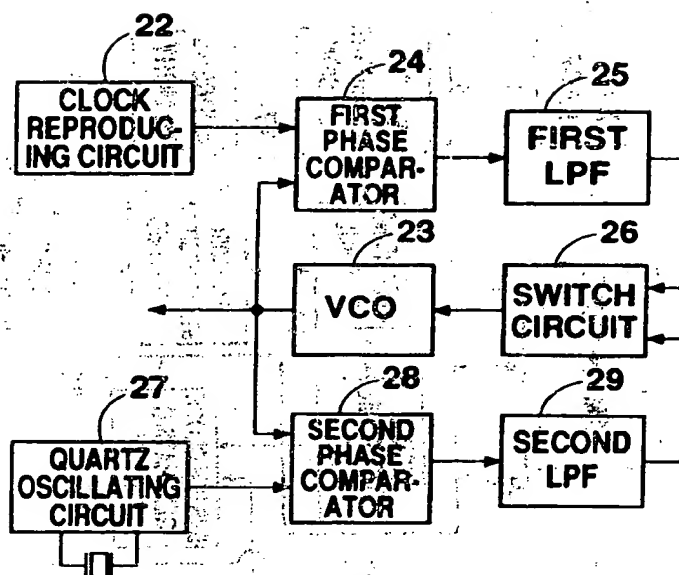 22
CLOCK
REPRODUC-
ING CIRCUIT
24
FIRST
PHASE
COMPAR-
ATOR
25
FIRST
LPF
23
VCO
26
SWITCH
CIRCUIT
27
QUARTZ
OSCILLATING
CIRCUIT
28
SECOND
PHASE
COMPAR-
ATOR
29
SECOND
LPF